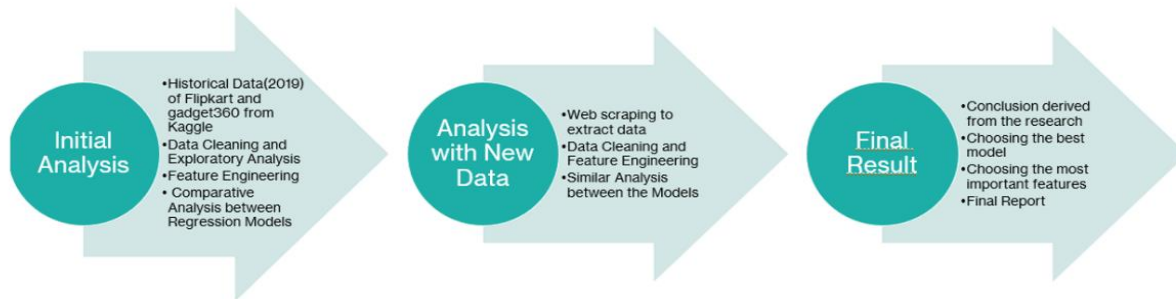 Initial
Analysis
•Historical Data(2019)
of Flipkart and
gadget360 from
Kaggle
•Data Cleaning and
Exploratory Analysis
•Feature Engineering
• Comparative
Analysis between
Regression Models
Analysis
with New
Data
•Web scraping to
extract data
•Data Cleaning and
Feature Engineering
•Similar Analysis
between the Models
Final
Result
•Conclusion derived
from the research
•Choosing the best
model
•Choosing the most
important features
•Final Report